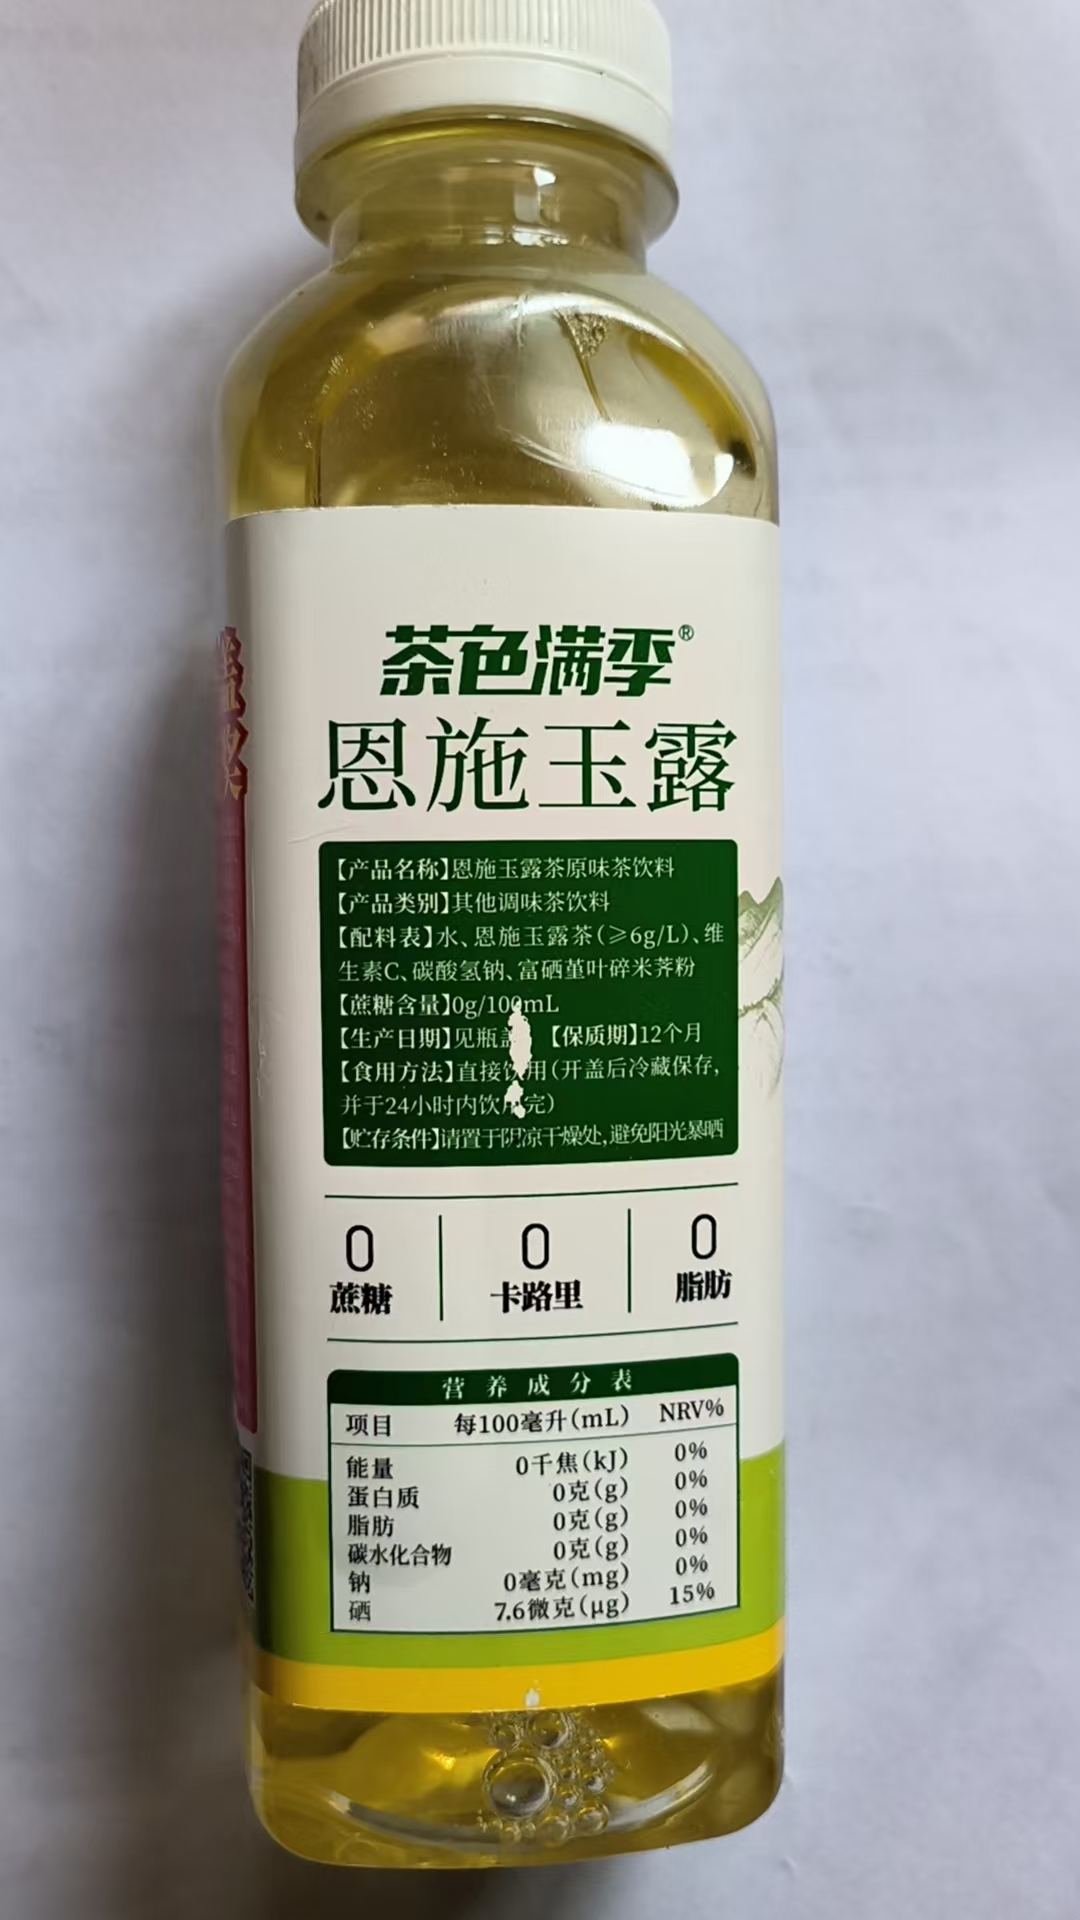 茶色满季®
恩施玉露
【产品名称】恩施玉露茶原味茶饮料
【产品类别】其他调味茶饮料
【配料表】水、恩施玉露茶(≥6g/L)、维
生素C、碳酸氢钠、富硒堇叶碎米荠粉
【蔗糖含量】0g/100mL
【生产日期】见瓶盖 【保质期】12个月
【食用方法】直接饮用(开盖后冷藏保存,
并于24小时内饮用完)
【贮存条件】请置于阴凉干燥处,避免阳光暴晒
0 0 0
蔗糖 卡路里 脂肪
营养成分表
项目 每100毫升(mL) NRV%
能量 0千焦(kJ) 0%
蛋白质 0克(g) 0%
脂肪 0克(g) 0%
碳水化合物 0克(g) 0%
钠 0毫克(mg) 0%
硒 7.6微克(μg) 15%